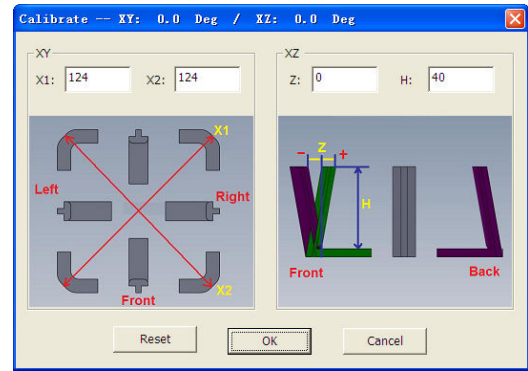 Calibrate -- XY: 0.0 Deg / XZ: 0.0 Deg
XY
X1: 124 X2: 124
X1
Left
Right
Front
X2
XZ
Z: 0 H: 40
- Z +
H
Front
Back
Reset OK Cancel